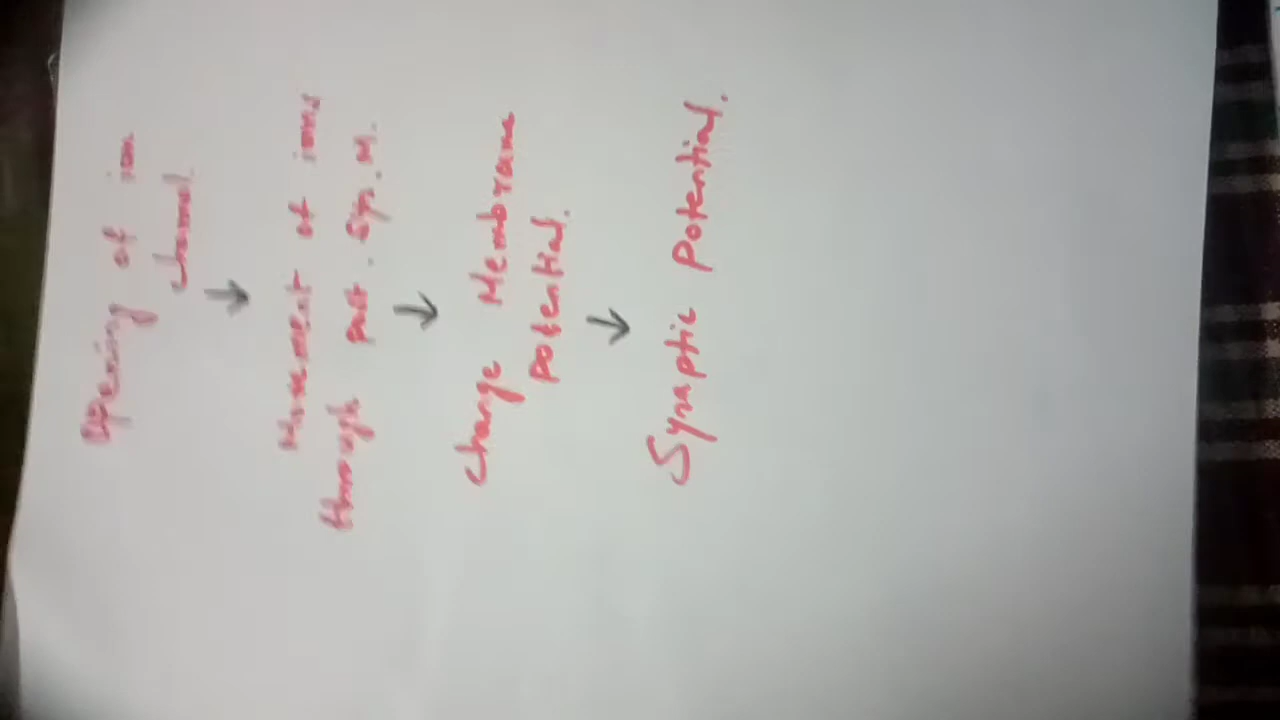 Opening of ion
channel.
↓
Movement of ions
through post. Syn. M.
↓
Change Membrane
potential.
↓
Synaptic Potential.